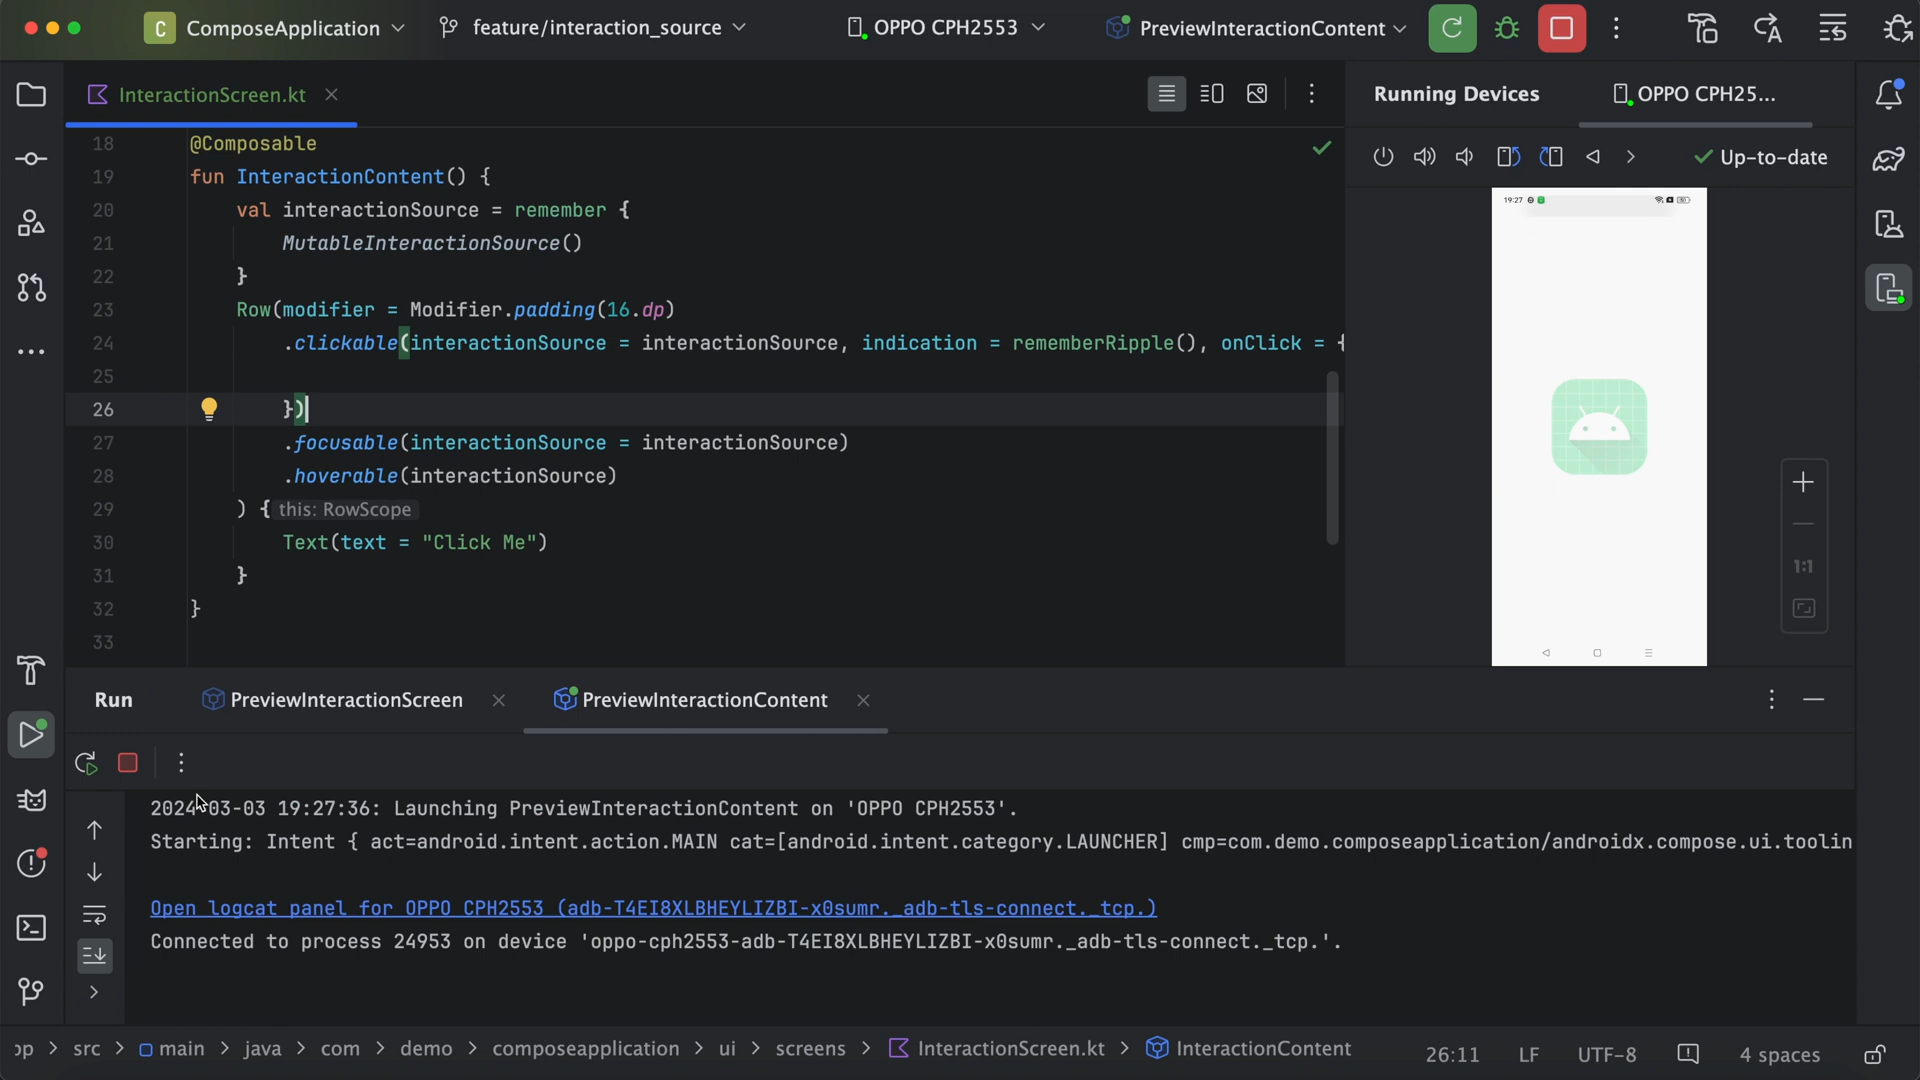 C ComposeApplication feature/interaction_source OPPO CPH2553 PreviewInteractionContent
InteractionScreen.kt
Running Devices OPPO CPH25...
Up-to-date
18 @Composable
19 fun InteractionContent() {
20 val interactionSource = remember {
21 MutableInteractionSource()
22 }
23 Row(modifier = Modifier.padding(16.dp)
24 .clickable(interactionSource = interactionSource, indication = rememberRipple(), onClick = {
25
26 })
27 .focusable(interactionSource = interactionSource)
28 .hoverable(interactionSource)
29 ) { this: RowScope
30 Text(text = "Click Me")
31 }
32 }
33
19:27
1:1
Run PreviewInteractionScreen PreviewInteractionContent
2024-03-03 19:27:36: Launching PreviewInteractionContent on 'OPPO CPH2553'.
Starting: Intent { act=android.intent.action.MAIN cat=[android.intent.category.LAUNCHER] cmp=com.demo.composeapplication/androidx.compose.ui.toolin
Open logcat panel for OPPO CPH2553 (adb-T4EI8XLBHEYLIZBI-x0sumr._adb-tls-connect._tcp.)
Connected to process 24953 on device 'oppo-cph2553-adb-T4EI8XLBHEYLIZBI-x0sumr._adb-tls-connect._tcp.'.
pp > src > main > java > com > demo > composeapplication > ui > screens > InteractionScreen.kt > InteractionContent 26:11 LF UTF-8 4 spaces